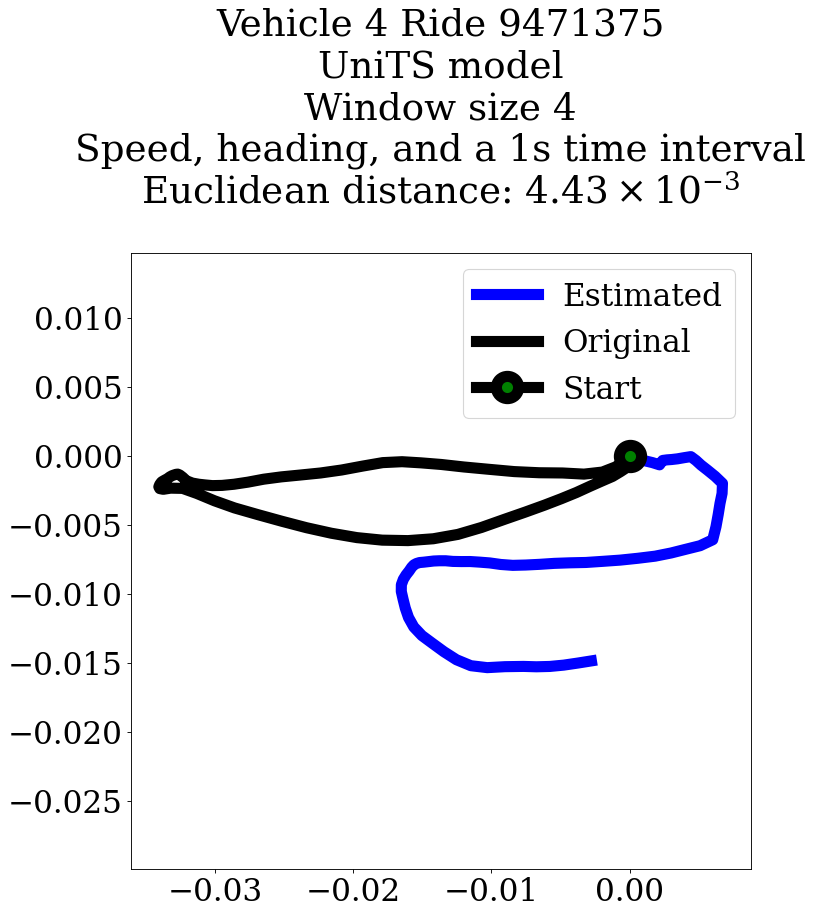 Vehicle 4 Ride 9471375
UniTS model
Window size 4
Speed, heading, and a 1s time interval
Euclidean distance: 4.43 × 10⁻³
Estimated
Original
Start
0.010
0.005
0.000
−0.005
−0.010
−0.015
−0.020
−0.025
−0.03 −0.02 −0.01 0.00